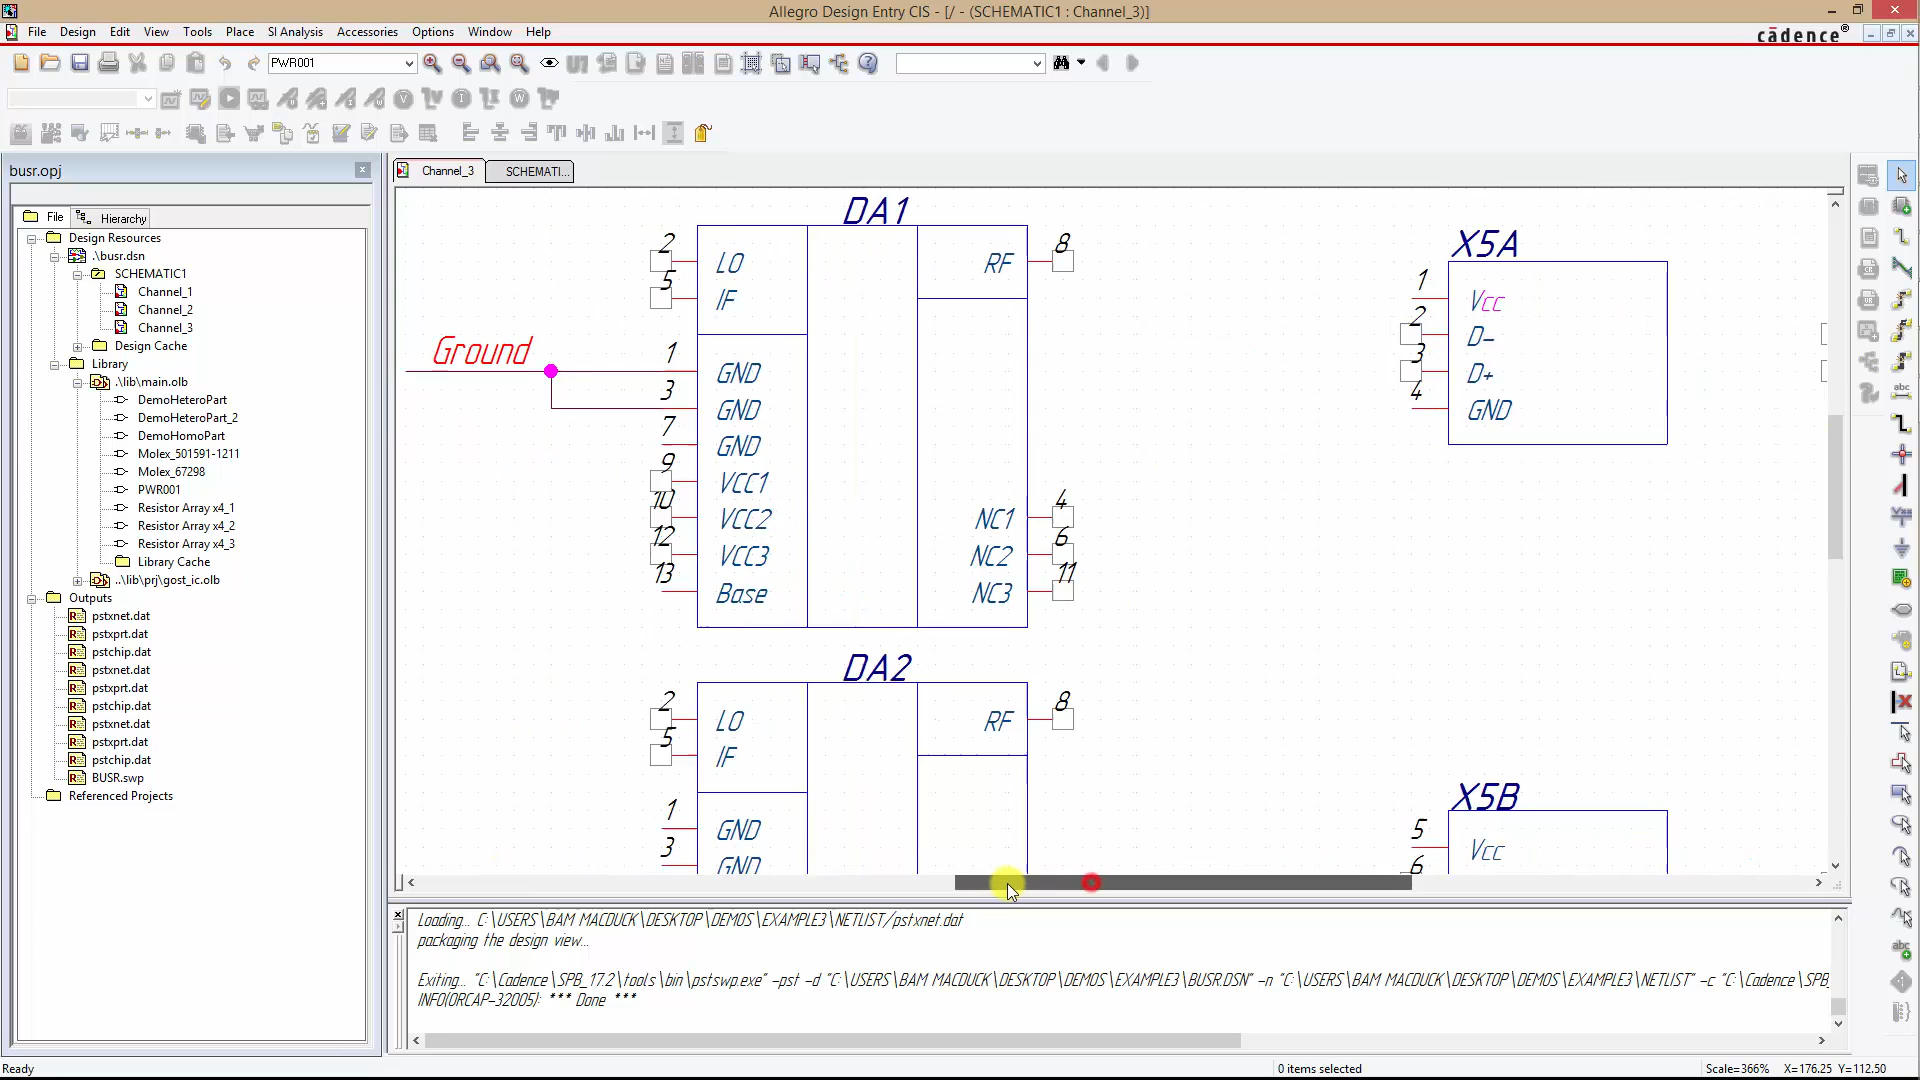 Allegro Design Entry CIS - [/ - (SCHEMATIC1 : Channel_3)]
File Design Edit View Tools Place SI Analysis Accessories Options Window Help
cādence®
PWR001
busr.opj
Channel_3 SCHEMATI...
File Hierarchy
Design Resources
.\busr.dsn
SCHEMATIC1
Channel_1
Channel_2
Channel_3
Design Cache
Library
.\lib\main.olb
DemoHeteroPart
DemoHeteroPart_2
DemoHomoPart
Molex_501591-1211
Molex_67298
PWR001
Resistor Array x4_1
Resistor Array x4_2
Resistor Array x4_3
Library Cache
..\lib\prj\gost_ic.olb
Outputs
pstxnet.dat
pstxprt.dat
pstchip.dat
pstxnet.dat
pstxprt.dat
pstchip.dat
pstxnet.dat
pstxprt.dat
pstchip.dat
BUSR.swp
Referenced Projects
DA1
2 LO RF 8
5 IF
Ground
1 GND
3 GND
7 GND
9 VCC1
10 VCC2 NC1 4
12 VCC3 NC2 6
13 Base NC3 11
X5A
1 Vcc
2 D-
3 D+
4 GND
DA2
2 LO RF 8
5 IF
1 GND
3 GND
X5B
5 Vcc
6
Loading... C:\USERS\BAM MACDUCK\DESKTOP\DEMOS\EXAMPLE3\NETLIST/pstxnet.dat
packaging the design view...
Exiting... "C:\Cadence\SPB_17.2\tools\bin\pstswp.exe" -pst -d "C:\USERS\BAM MACDUCK\DESKTOP\DEMOS\EXAMPLE3\BUSR.DSN" -n "C:\USERS\BAM MACDUCK\DESKTOP\DEMOS\EXAMPLE3\NETLIST" -c "C:\Cadence\SPB_
INFO(ORCAP-32005): *** Done ***
Ready 0 items selected Scale=366% X=176.25 Y=112.50